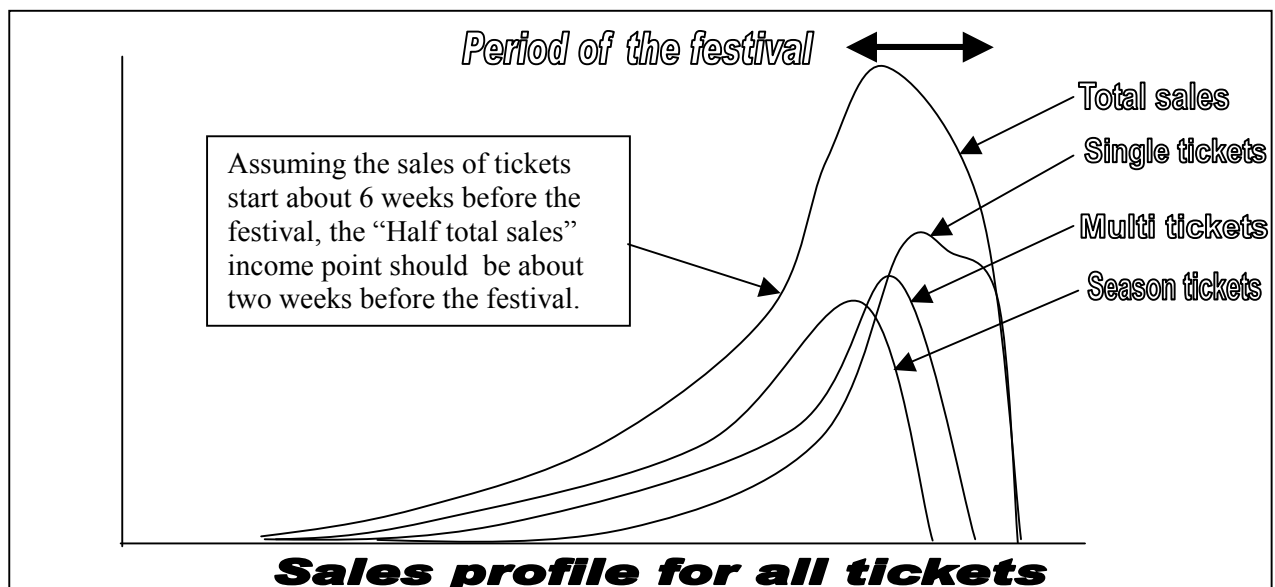 Period of the festival
Total sales
Single tickets
Multi tickets
Season tickets
Assuming the sales of tickets
start about 6 weeks before the
festival, the “Half total sales”
income point should be about
two weeks before the festival.
Sales profile for all tickets